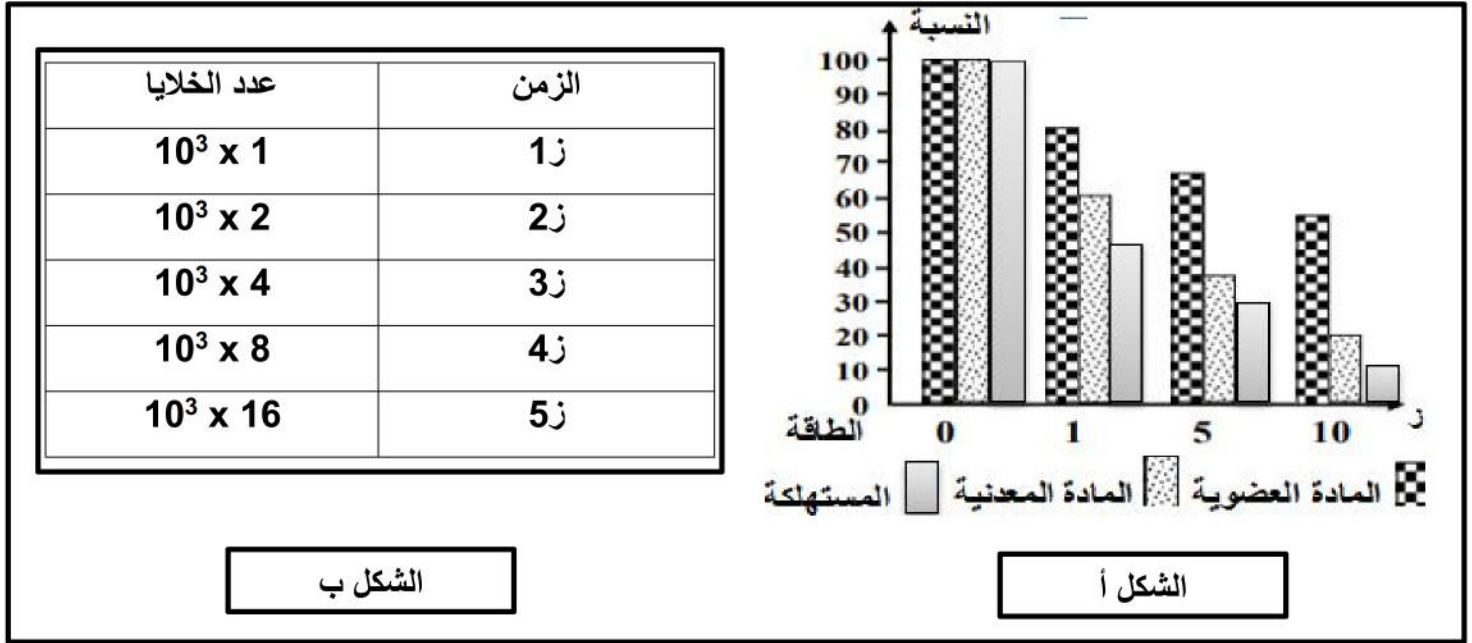 النسبة
100
90
80
70
60
50
40
30
20
10
0
0 1 5 10 ز
الطاقة
المادة العضوية المادة المعدنية المستهلكة
الشكل أ
الزمن عدد الخلايا
ز1 10³ x 1
ز2 10³ x 2
ز3 10³ x 4
ز4 10³ x 8
ز5 10³ x 16
الشكل ب